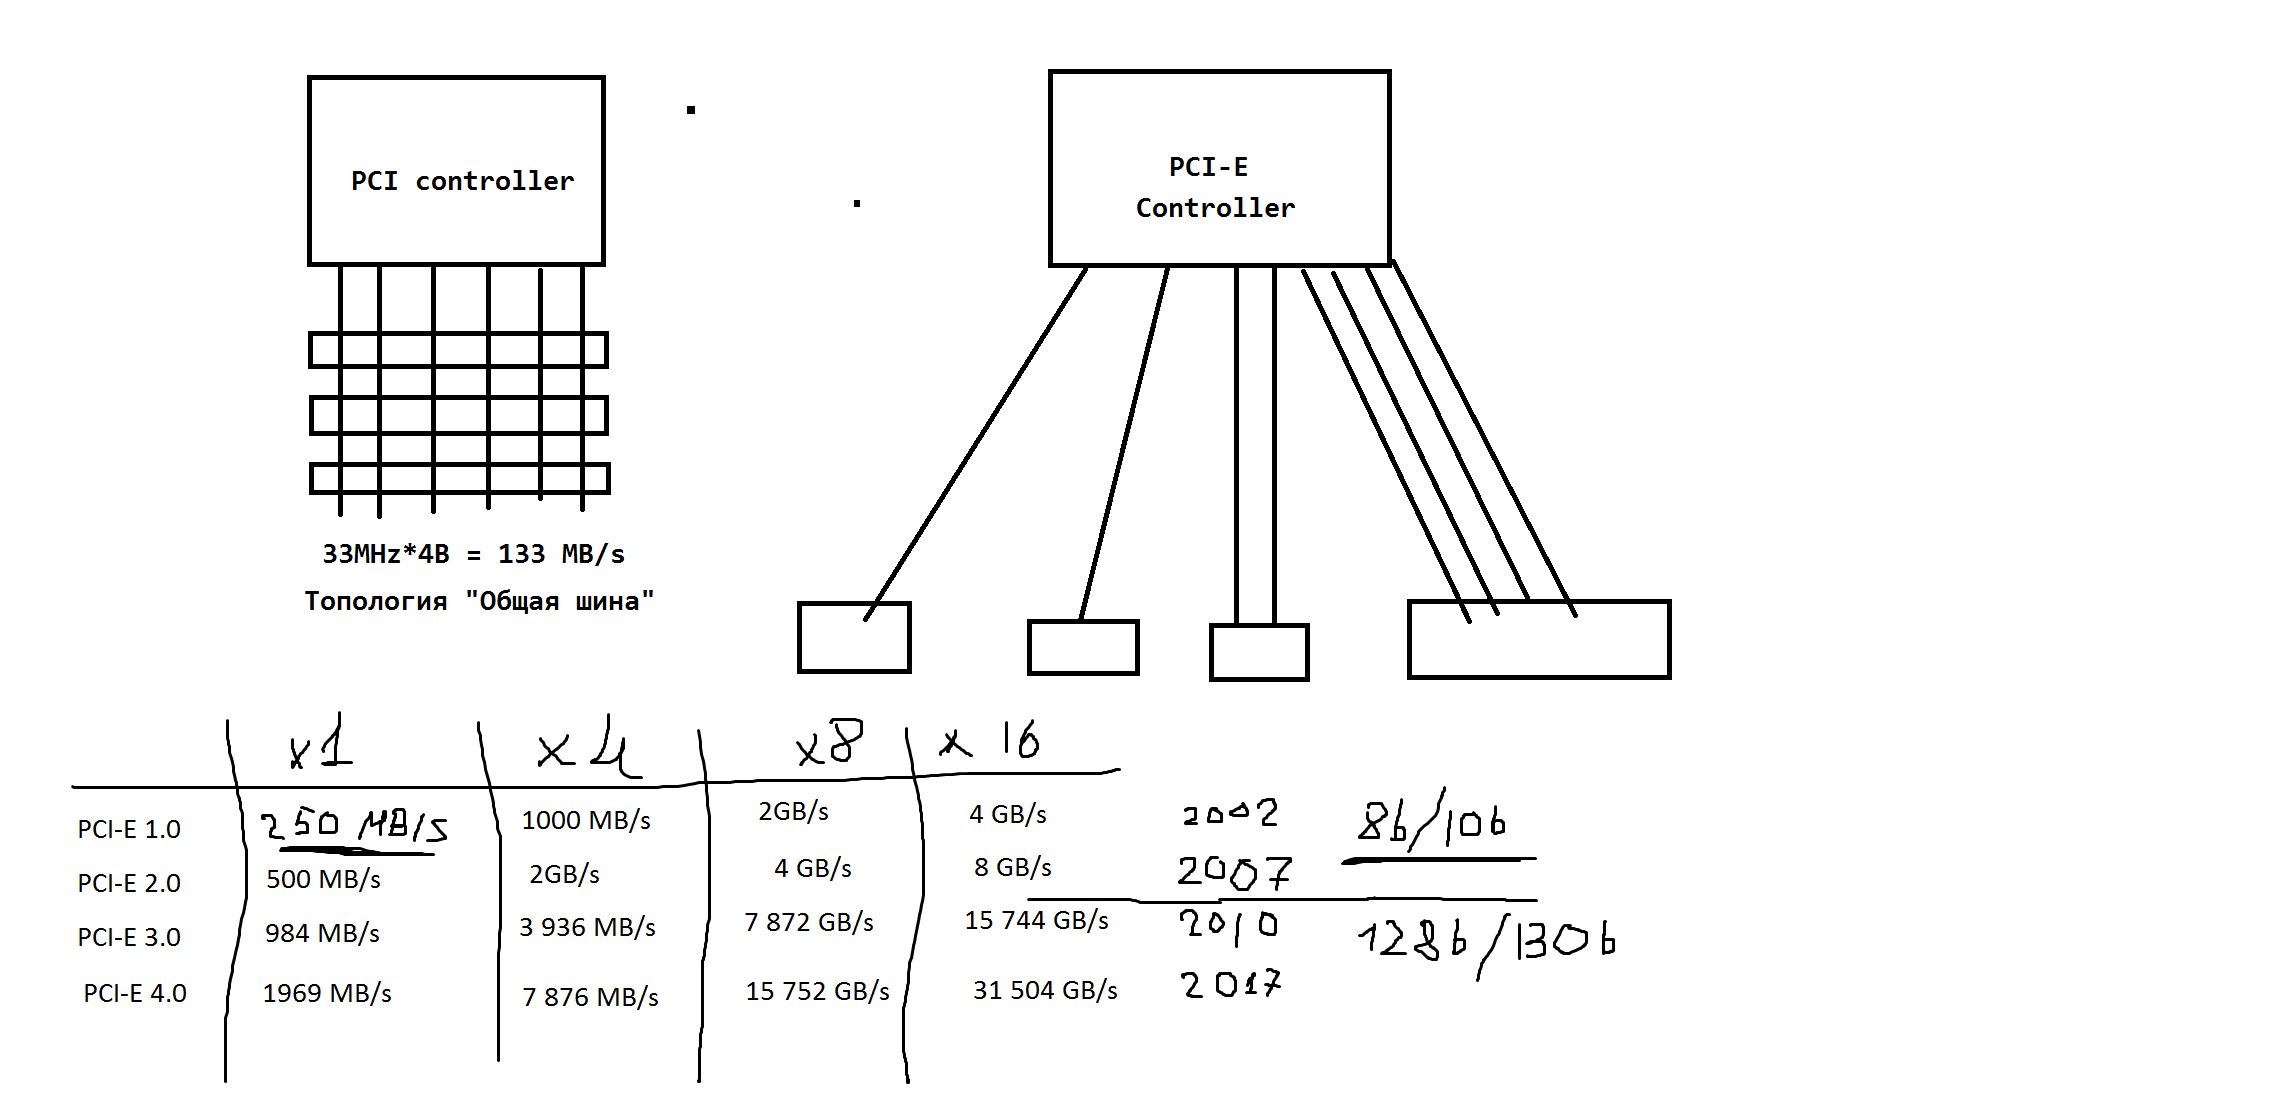 PCI controller
PCI-E
Controller
33MHz*4B = 133 MB/s
Топология "Общая шина"
x1 x4 x8 x 16
PCI-E 1.0 250 MB/s 1000 MB/s 2GB/s 4 GB/s 2002 8b/10b
PCI-E 2.0 500 MB/s 2GB/s 4 GB/s 8 GB/s 2007
PCI-E 3.0 984 MB/s 3 936 MB/s 7 872 GB/s 15 744 GB/s 2010 128b/130b
PCI-E 4.0 1969 MB/s 7 876 MB/s 15 752 GB/s 31 504 GB/s 2017